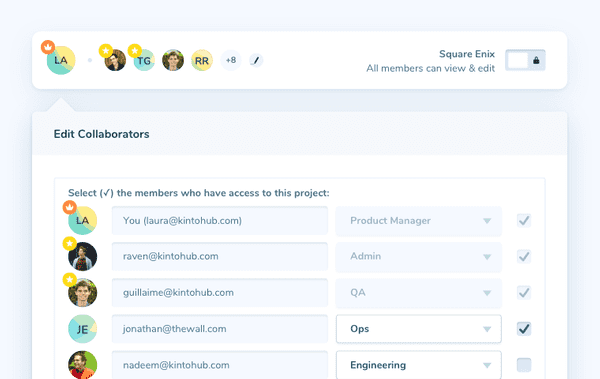 LA
TG
RR
+8
Square Enix
All members can view & edit
Edit Collaborators
Select (✓) the members who have access to this project:
LA You (laura@kintohub.com) Product Manager
raven@kintohub.com Admin
guillaime@kintohub.com QA
JE jonathan@thewall.com Ops
nadeem@kintohub.com Engineering